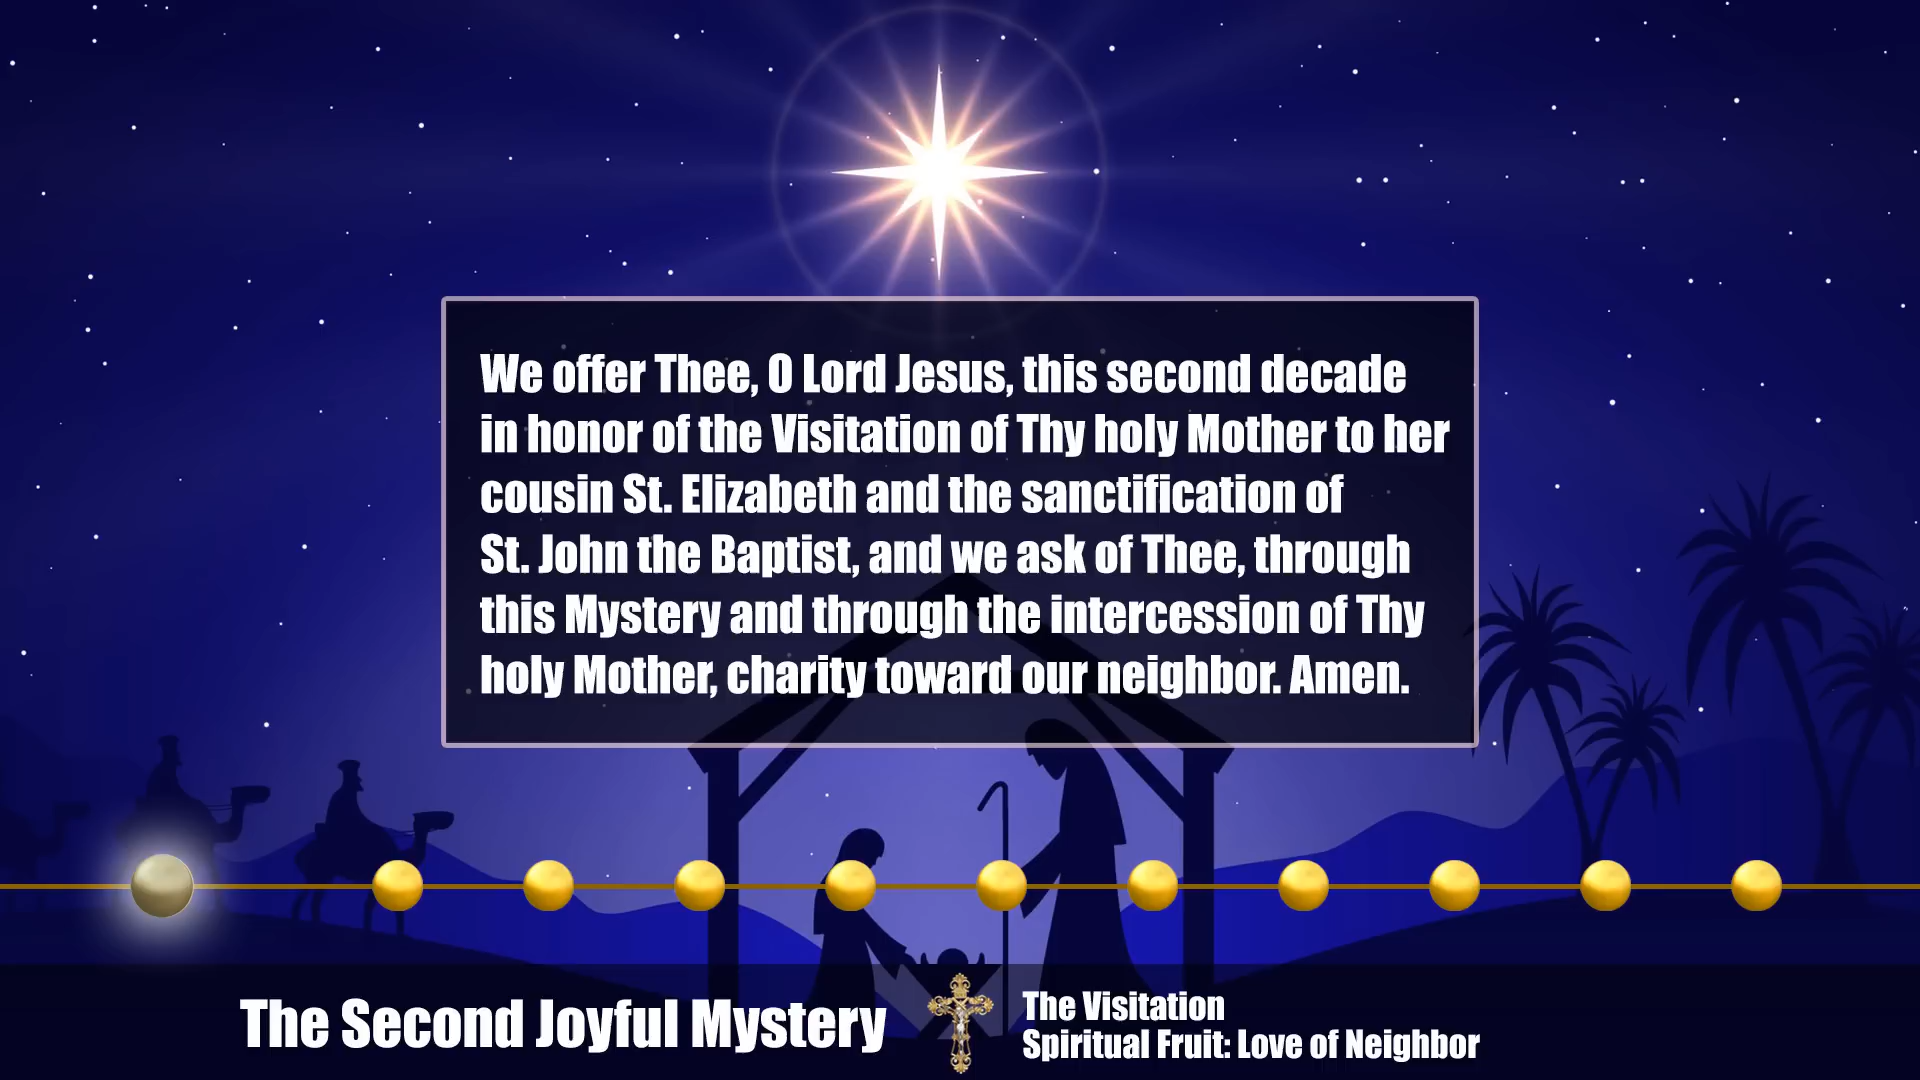 We offer Thee, O Lord Jesus, this second decade
in honor of the Visitation of Thy holy Mother to her
cousin St. Elizabeth and the sanctification of
St. John the Baptist, and we ask of Thee, through
this Mystery and through the intercession of Thy
holy Mother, charity toward our neighbor. Amen.
The Second Joyful Mystery
The Visitation
Spiritual Fruit: Love of Neighbor